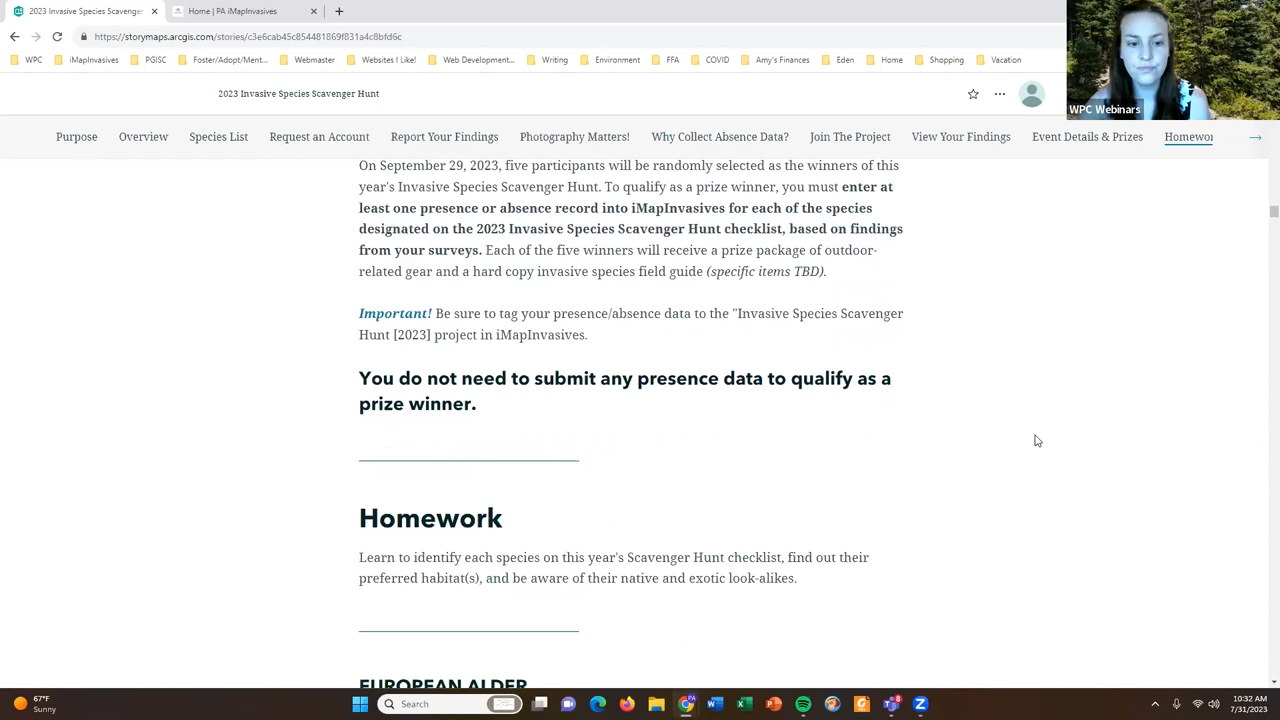 2023 Invasive Species Scavenger
Home | PA iMapInvasives
https://storymaps.arcgis.com/stories/c3e6cab45c854481869f831a4c8bfd6c
WPC iMapInvasives PGISC Foster/Adopt/Ment... Webmaster Websites I Like! Web Development... Writing Environment FFA COVID Amy's Finances Eden Home Shopping Vacation
WPC Webinars
2023 Invasive Species Scavenger Hunt
Purpose Overview Species List Request an Account Report Your Findings Photography Matters! Why Collect Absence Data? Join The Project View Your Findings Event Details & Prizes Homewor
On September 29, 2023, five participants will be randomly selected as the winners of this
year's Invasive Species Scavenger Hunt. To qualify as a prize winner, you must enter at
least one presence or absence record into iMapInvasives for each of the species
designated on the 2023 Invasive Species Scavenger Hunt checklist, based on findings
from your surveys. Each of the five winners will receive a prize package of outdoor-
related gear and a hard copy invasive species field guide (specific items TBD).
Important! Be sure to tag your presence/absence data to the "Invasive Species Scavenger
Hunt [2023] project in iMapInvasives.
You do not need to submit any presence data to qualify as a
prize winner.
Homework
Learn to identify each species on this year's Scavenger Hunt checklist, find out their
preferred habitat(s), and be aware of their native and exotic look-alikes.
EUROPEAN ALDER
67°F
Sunny
Search
10:32 AM
7/31/2023